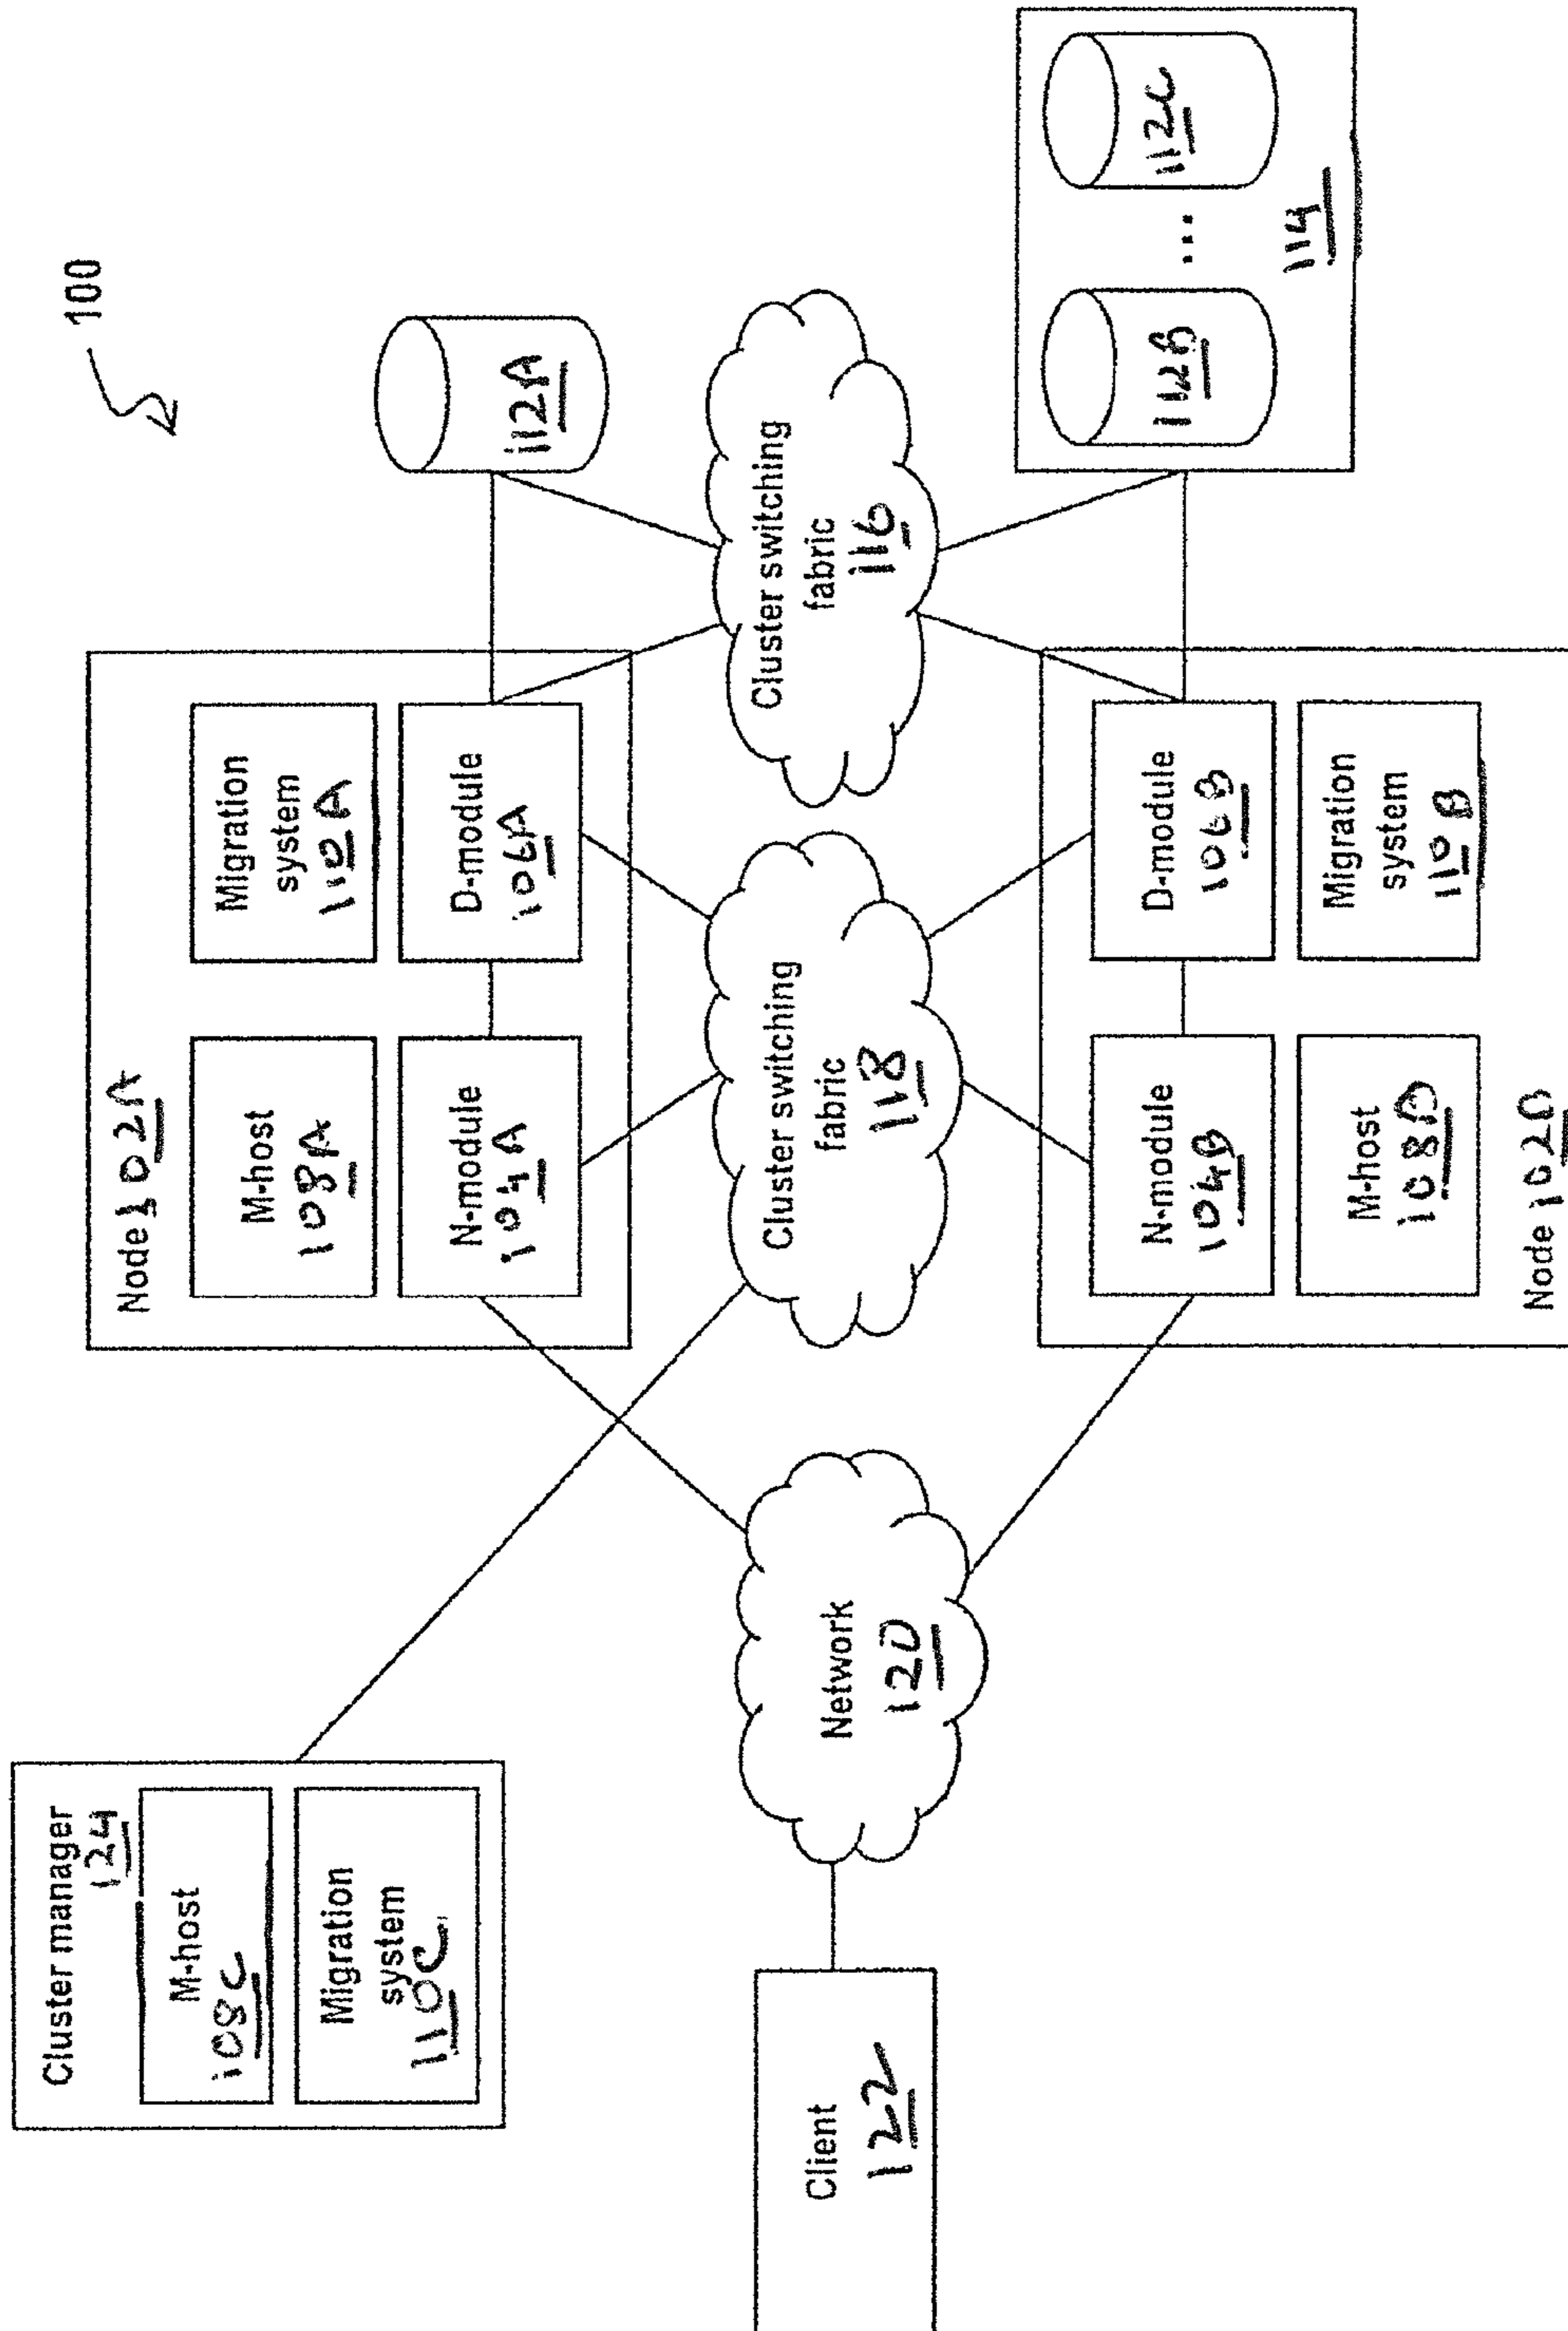 100
Cluster manager
124
M-host
108C
Migration
system
110C
Node 102A
M-host
108A
Migration
system
110A
N-module
104A
D-module
106A
112A
Client
122
Network
120
Cluster switching
fabric
118
Cluster switching
fabric
116
N-module
104B
D-module
106B
M-host
108B
Migration
system
110B
Node 102B
112B
...
112C
114